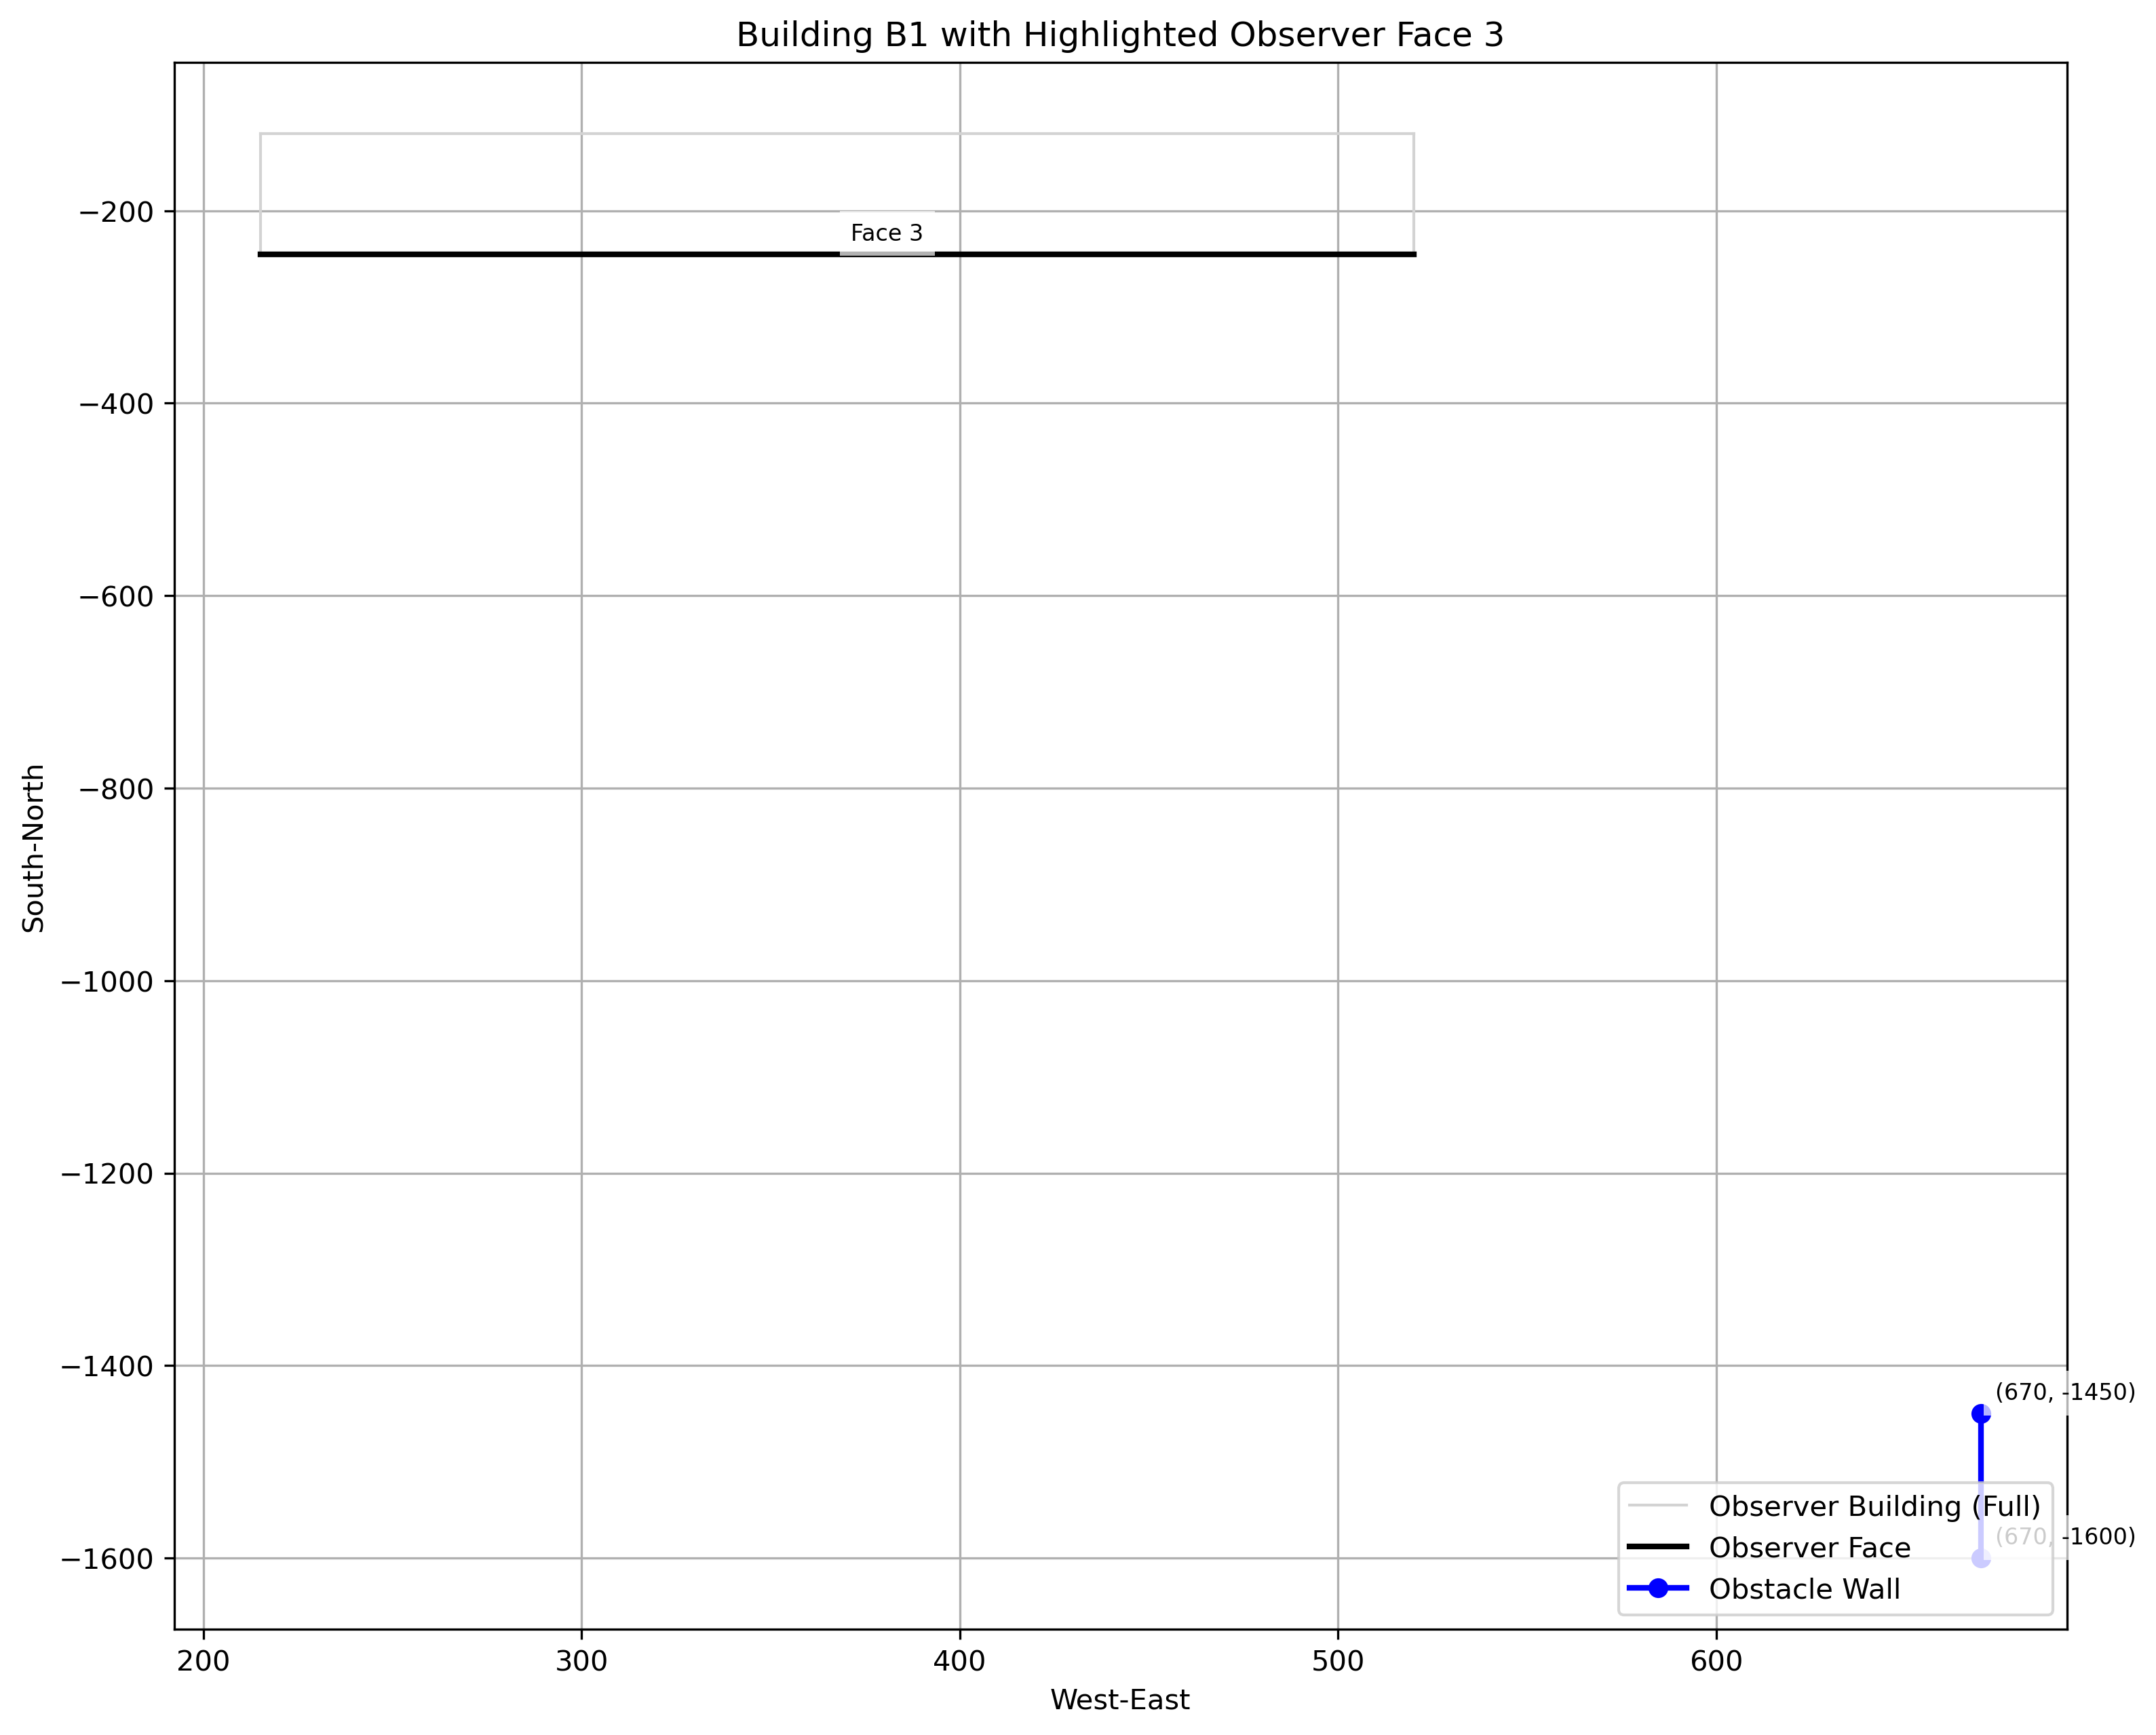 Building B1 with Highlighted Observer Face 3
−200
−400
−600
−800
−1000
−1200
−1400
−1600
South-North
Face 3
(670, -1450)
(670, -1600)
Observer Building (Full)
Observer Face
Obstacle Wall
200
300
400
500
600
West-East